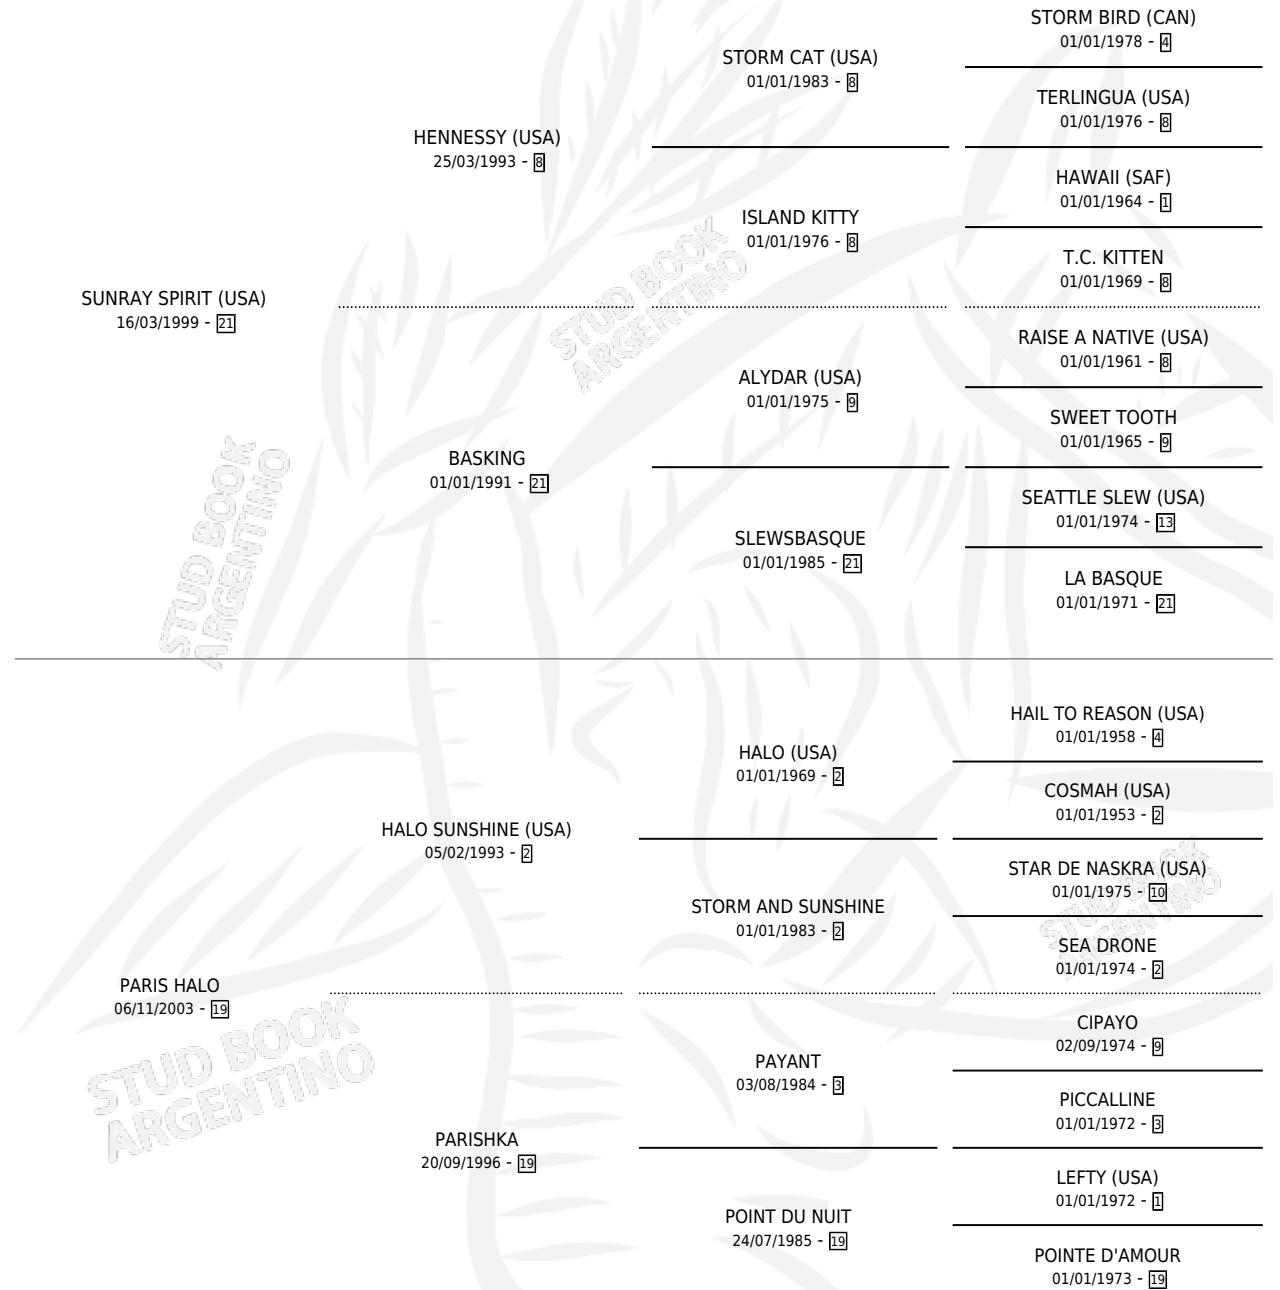 STORM BIRD (CAN)
01/01/1978 - 4
STORM CAT (USA)
01/01/1983 - 8
TERLINGUA (USA)
01/01/1976 - 8
HENNESSY (USA)
25/03/1993 - 8
HAWAII (SAF)
01/01/1964 - 1
ISLAND KITTY
01/01/1976 - 8
T.C. KITTEN
01/01/1969 - 8
SUNRAY SPIRIT (USA)
16/03/1999 - 21
RAISE A NATIVE (USA)
01/01/1961 - 8
ALYDAR (USA)
01/01/1975 - 9
SWEET TOOTH
01/01/1965 - 9
BASKING
01/01/1991 - 21
SEATTLE SLEW (USA)
01/01/1974 - 13
SLEWSBASQUE
01/01/1985 - 21
LA BASQUE
01/01/1971 - 21
HAIL TO REASON (USA)
01/01/1958 - 4
HALO (USA)
01/01/1969 - 2
COSMAH (USA)
01/01/1953 - 2
HALO SUNSHINE (USA)
05/02/1993 - 2
STAR DE NASKRA (USA)
01/01/1975 - 10
STORM AND SUNSHINE
01/01/1983 - 2
SEA DRONE
01/01/1974 - 2
PARIS HALO
06/11/2003 - 19
CIPAYO
02/09/1974 - 9
PAYANT
03/08/1984 - 3
PICCALLINE
01/01/1972 - 3
PARISHKA
20/09/1996 - 19
LEFTY (USA)
01/01/1972 - 1
POINT DU NUIT
24/07/1985 - 19
POINTE D'AMOUR
01/01/1973 - 19
STUD BOOK
ARGENTINO
STUD BOOK
ARGENTINO
STUD BOOK
ARGENTINO
STUD BOOK
ARGENTINO